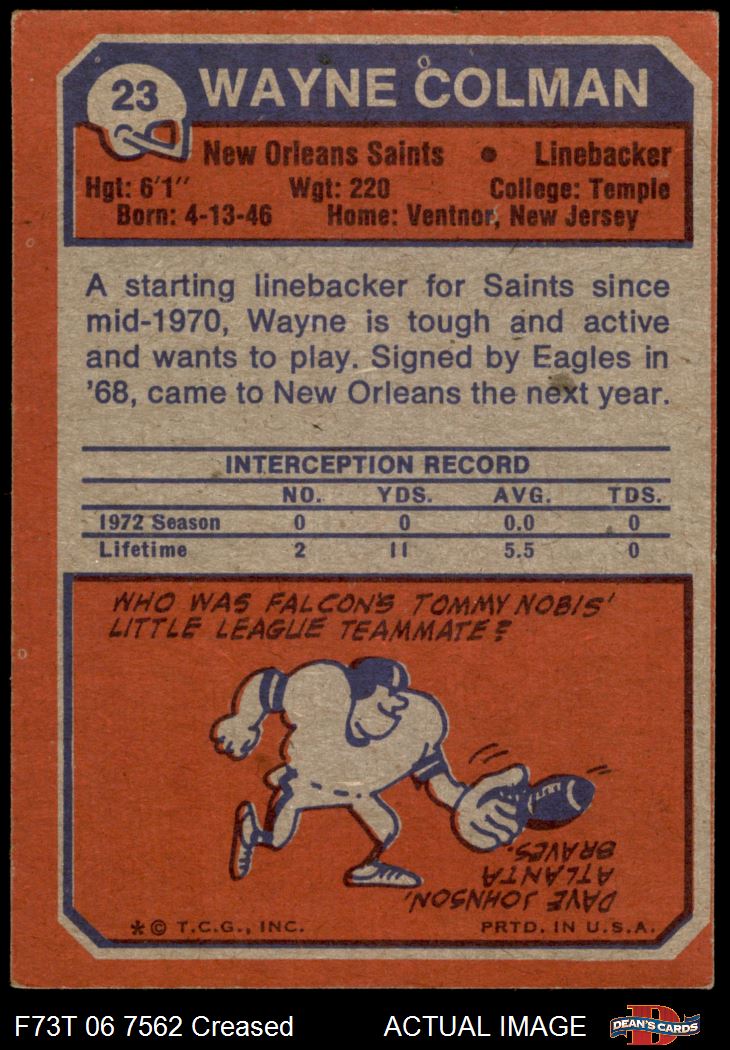 23 WAYNE COLMAN
New Orleans Saints • Linebacker
Hgt: 6'1" Wgt: 220 College: Temple
Born: 4-13-46 Home: Ventnor, New Jersey
A starting linebacker for Saints since
mid-1970, Wayne is tough and active
and wants to play. Signed by Eagles in
'68, came to New Orleans the next year.
INTERCEPTION RECORD
NO. YDS. AVG. TDS.
1972 Season 0 0 0.0 0
Lifetime 2 11 5.5 0
WHO WAS FALCON'S TOMMY NOBIS'
LITTLE LEAGUE TEAMMATE?
DAVE JOHNSON,
ATLANTA
BRAVES.
*© T.C.G., INC. PRTD. IN U.S.A.
F73T 06 7562 Creased ACTUAL IMAGE DEAN'S CARDS